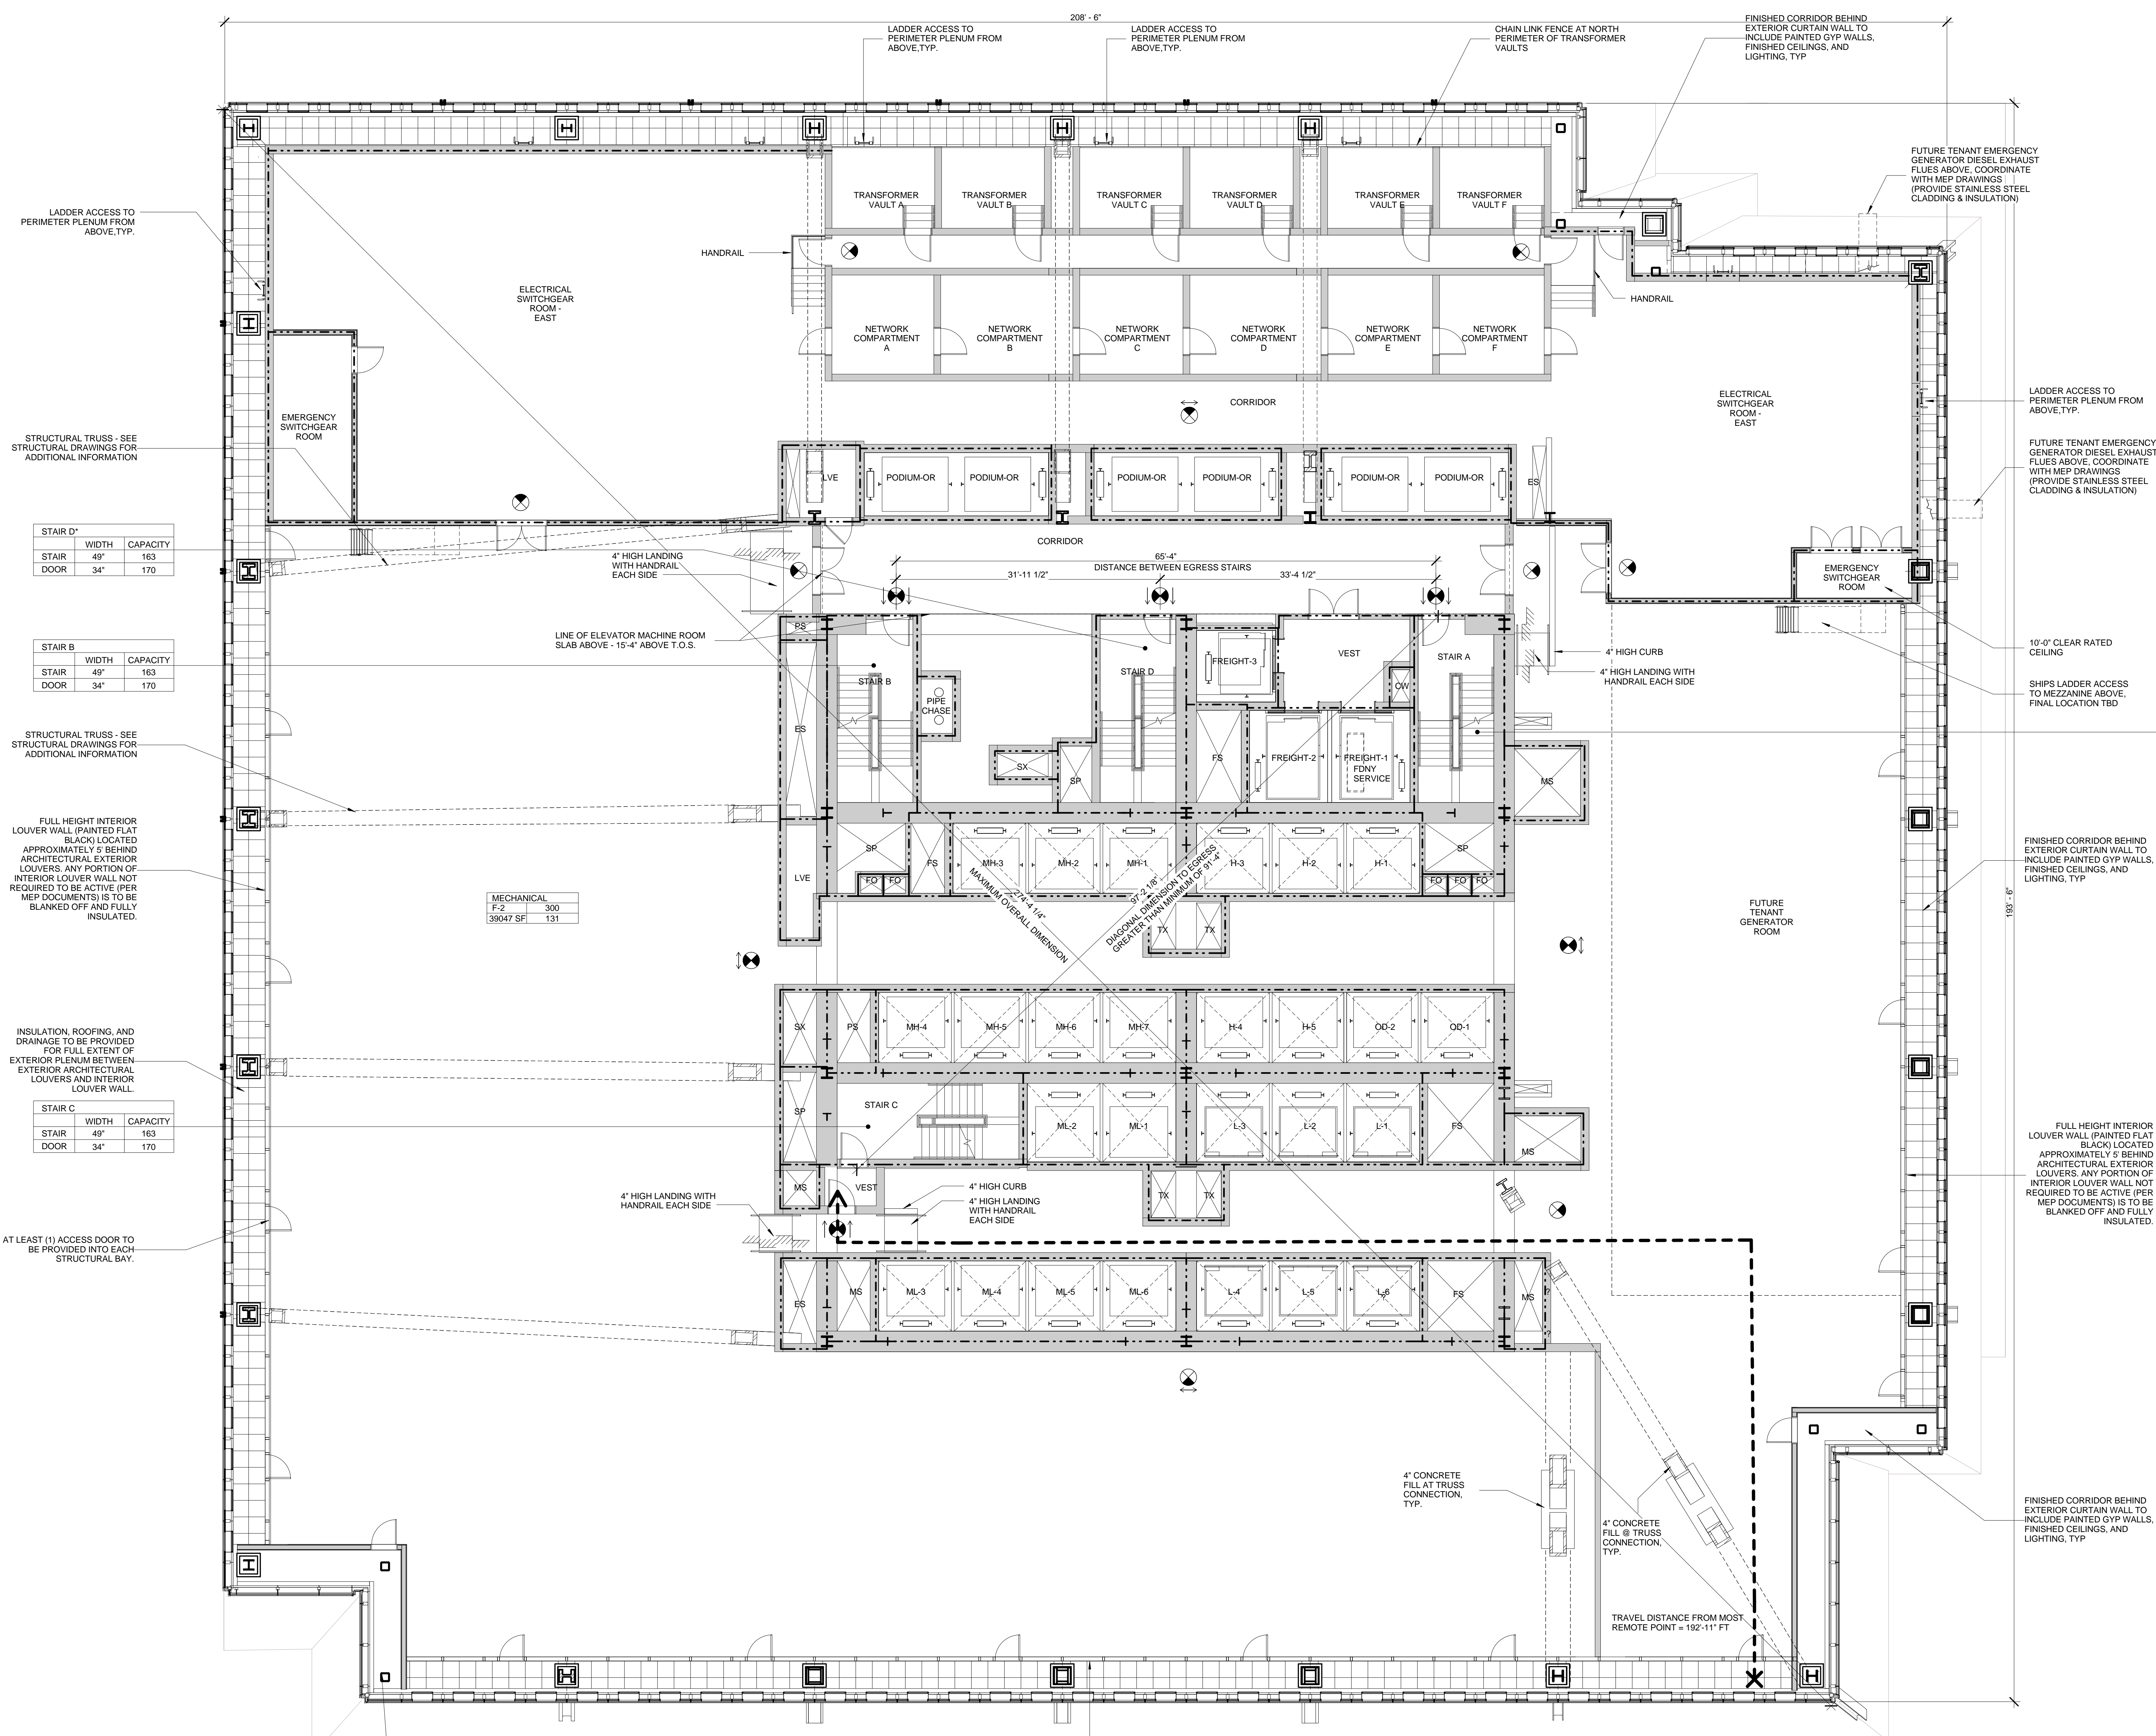 208' - 6"
LADDER ACCESS TO
PERIMETER PLENUM FROM
ABOVE,TYP.
LADDER ACCESS TO
PERIMETER PLENUM FROM
ABOVE,TYP.
CHAIN LINK FENCE AT NORTH
PERIMETER OF TRANSFORMER
VAULTS
FINISHED CORRIDOR BEHIND
EXTERIOR CURTAIN WALL TO
INCLUDE PAINTED GYP WALLS,
FINISHED CEILINGS, AND
LIGHTING, TYP
FUTURE TENANT EMERGENCY
GENERATOR DIESEL EXHAUST
FLUES ABOVE, COORDINATE
WITH MEP DRAWINGS
(PROVIDE STAINLESS STEEL
CLADDING & INSULATION)
LADDER ACCESS TO
PERIMETER PLENUM FROM
ABOVE,TYP.
TRANSFORMER
VAULT A
TRANSFORMER
VAULT B
TRANSFORMER
VAULT C
TRANSFORMER
VAULT D
TRANSFORMER
VAULT E
TRANSFORMER
VAULT F
HANDRAIL
HANDRAIL
ELECTRICAL
SWITCHGEAR
ROOM -
EAST
NETWORK
COMPARTMENT
A
NETWORK
COMPARTMENT
B
NETWORK
COMPARTMENT
C
NETWORK
COMPARTMENT
D
NETWORK
COMPARTMENT
E
NETWORK
COMPARTMENT
F
CORRIDOR
ELECTRICAL
SWITCHGEAR
ROOM -
EAST
LADDER ACCESS TO
PERIMETER PLENUM FROM
ABOVE,TYP.
EMERGENCY
SWITCHGEAR
ROOM
STRUCTURAL TRUSS - SEE
STRUCTURAL DRAWINGS FOR
ADDITIONAL INFORMATION
FUTURE TENANT EMERGENCY
GENERATOR DIESEL EXHAUST
FLUES ABOVE, COORDINATE
WITH MEP DRAWINGS
(PROVIDE STAINLESS STEEL
CLADDING & INSULATION)
LVE
PODIUM-OR
PODIUM-OR
PODIUM-OR
PODIUM-OR
PODIUM-OR
PODIUM-OR
ES
STAIR D*
WIDTH CAPACITY
STAIR 49" 163
DOOR 34" 170
4" HIGH LANDING
WITH HANDRAIL
EACH SIDE
CORRIDOR
65'-4"
DISTANCE BETWEEN EGRESS STAIRS
31'-11 1/2"
33'-4 1/2"
EMERGENCY
SWITCHGEAR
ROOM
LINE OF ELEVATOR MACHINE ROOM
SLAB ABOVE - 15'-4" ABOVE T.O.S.
PS
10'-0" CLEAR RATED
CEILING
STAIR B
WIDTH CAPACITY
STAIR 49" 163
DOOR 34" 170
STAIR B
PIPE
CHASE
STAIR D
FREIGHT-3
VEST
STAIR A
CW
4" HIGH CURB
4" HIGH LANDING WITH
HANDRAIL EACH SIDE
SHIPS LADDER ACCESS
TO MEZZANINE ABOVE,
FINAL LOCATION TBD
STRUCTURAL TRUSS - SEE
STRUCTURAL DRAWINGS FOR
ADDITIONAL INFORMATION
ES
SX
SP
FS
FREIGHT-2
FREIGHT-1
FDNY
SERVICE
MS
FULL HEIGHT INTERIOR
LOUVER WALL (PAINTED FLAT
BLACK) LOCATED
APPROXIMATELY 5' BEHIND
ARCHITECTURAL EXTERIOR
LOUVERS. ANY PORTION OF
INTERIOR LOUVER WALL NOT
REQUIRED TO BE ACTIVE (PER
MEP DOCUMENTS) IS TO BE
BLANKED OFF AND FULLY
INSULATED.
LVE
SP
FS
FO
FO
MH-3
MH-2
MH-1
H-3
H-2
H-1
SP
FO
FO
FO
FINISHED CORRIDOR BEHIND
EXTERIOR CURTAIN WALL TO
INCLUDE PAINTED GYP WALLS,
FINISHED CEILINGS, AND
LIGHTING, TYP
193' - 6"
MECHANICAL
F-2 300
39047 SF 131
274'-4 1/4"
MAXIMUM OVERALL DIMENSION
97'-2 1/8"
DIAGONAL DIMENSION TO EGRESS
GREATER THAN MINIMUM OF 91'-4"
TX
TX
FUTURE
TENANT
GENERATOR
ROOM
SX
PS
MH-4
MH-5
MH-6
MH-7
H-4
H-5
OD-2
OD-1
INSULATION, ROOFING, AND
DRAINAGE TO BE PROVIDED
FOR FULL EXTENT OF
EXTERIOR PLENUM BETWEEN
EXTERIOR ARCHITECTURAL
LOUVERS AND INTERIOR
LOUVER WALL.
STAIR C
WIDTH CAPACITY
STAIR 49" 163
DOOR 34" 170
SP
STAIR C
ML-2
ML-1
L-3
L-2
L-1
FS
MS
FULL HEIGHT INTERIOR
LOUVER WALL (PAINTED FLAT
BLACK) LOCATED
APPROXIMATELY 5' BEHIND
ARCHITECTURAL EXTERIOR
LOUVERS. ANY PORTION OF
INTERIOR LOUVER WALL NOT
REQUIRED TO BE ACTIVE (PER
MEP DOCUMENTS) IS TO BE
BLANKED OFF AND FULLY
INSULATED.
MS
VEST
TX
TX
4" HIGH LANDING WITH
HANDRAIL EACH SIDE
4" HIGH CURB
4" HIGH LANDING
WITH HANDRAIL
EACH SIDE
AT LEAST (1) ACCESS DOOR TO
BE PROVIDED INTO EACH
STRUCTURAL BAY.
ES
MS
ML-3
ML-4
ML-5
ML-6
L-4
L-5
L-6
FS
MS
?
?
4" CONCRETE
FILL AT TRUSS
CONNECTION,
TYP.
4" CONCRETE
FILL @ TRUSS
CONNECTION,
TYP.
FINISHED CORRIDOR BEHIND
EXTERIOR CURTAIN WALL TO
INCLUDE PAINTED GYP WALLS,
FINISHED CEILINGS, AND
LIGHTING, TYP
TRAVEL DISTANCE FROM MOST
REMOTE POINT = 192'-11" FT